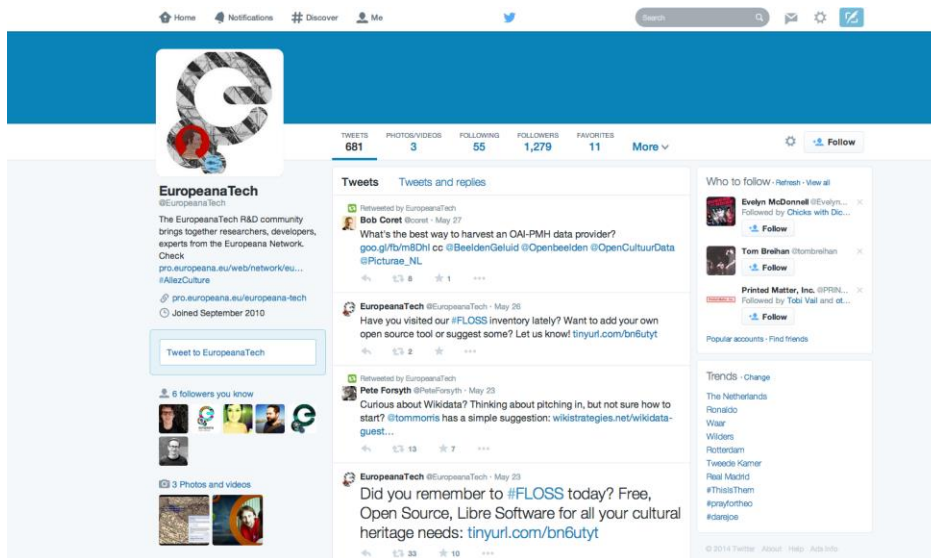 Home Notifications Discover Me Search
TWEETS PHOTOS/VIDEOS FOLLOWING FOLLOWERS FAVORITES
681 3 55 1,279 11 More
Follow
EuropeanaTech
@EuropeanaTech
The EuropeanaTech R&D community
brings together researchers, developers,
experts from the Europeana Network.
Check
pro.europeana.eu/web/network/eu...
#AllezCulture
pro.europeana.eu/europeana-tech
Joined September 2010
Tweet to EuropeanaTech
6 followers you know
3 Photos and videos
Tweets Tweets and replies
Retweeted by EuropeanaTech
Bob Coret @coret · May 27
What's the best way to harvest an OAI-PMH data provider?
goo.gl/fb/m8Dhl cc @BeeldenGeluid @Openbeelden @OpenCultuurData
@Picturae_NL
6 1
EuropeanaTech @EuropeanaTech · May 26
Have you visited our #FLOSS inventory lately? Want to add your own
open source tool or suggest some? Let us know! tinyurl.com/bn6utyt
2
Retweeted by EuropeanaTech
Pete Forsyth @PeteForsyth · May 23
Curious about Wikidata? Thinking about pitching in, but not sure how to
start? @tommorris has a simple suggestion: wikistrategies.net/wikidata-
guest...
13 7
EuropeanaTech @EuropeanaTech · May 23
Did you remember to #FLOSS today? Free,
Open Source, Libre Software for all your cultural
heritage needs: tinyurl.com/bn6utyt
33 10
Who to follow · Refresh · View all
Evelyn McDonnell @Evelyn...
Followed by Chicks with Dic...
Follow
Tom Breihan @tombreihan
Follow
Printed Matter, Inc. @PRIN...
Followed by Tobi Vail and ot...
Follow
Popular accounts · Find friends
Trends · Change
The Netherlands
Ronaldo
Waar
Wilders
Rotterdam
Tweede Kamer
Real Madrid
#ThisIsThem
#prayfortheo
#darejoe
© 2014 Twitter About Help Ads info